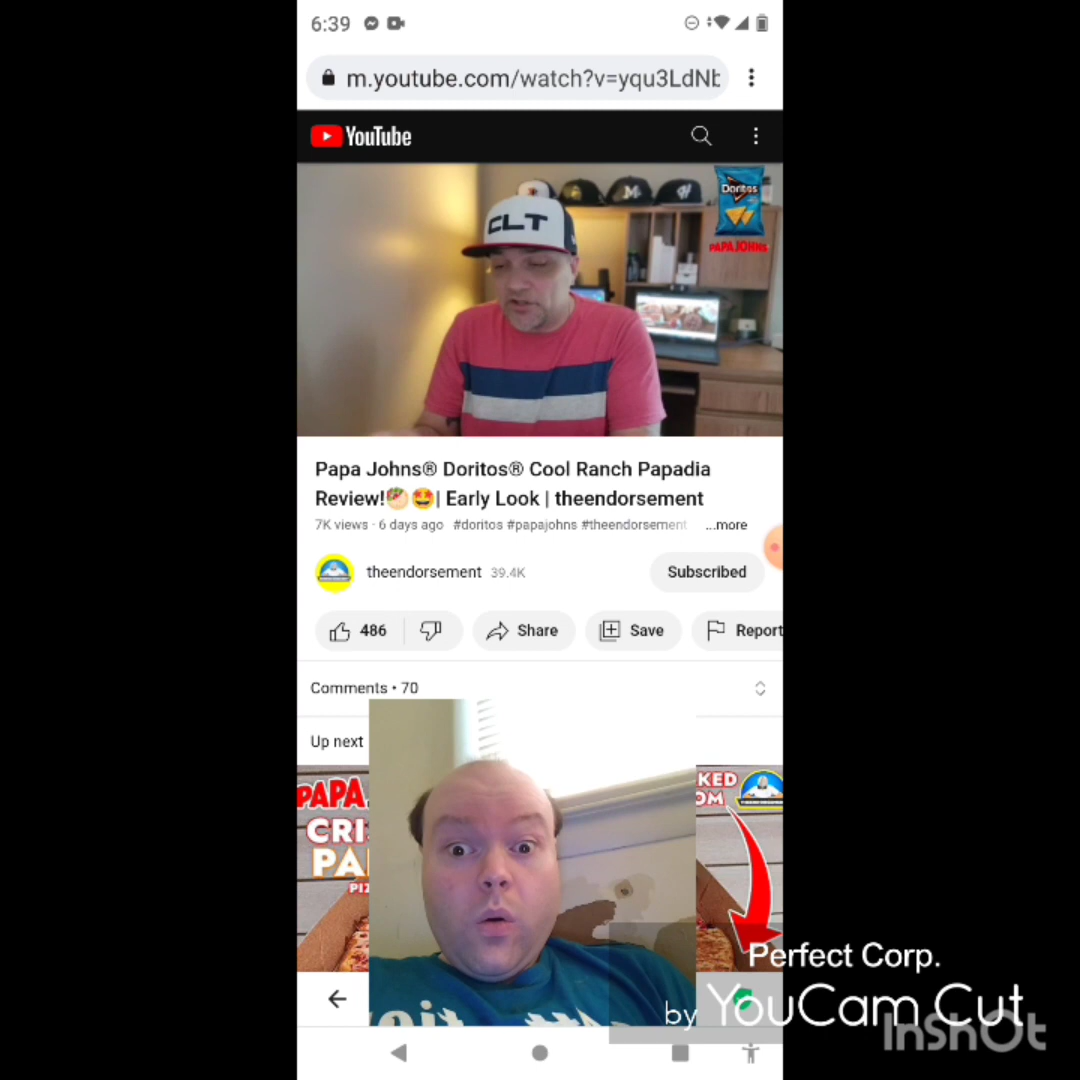 6:39
m.youtube.com/watch?v=yqu3LdNb
YouTube
CLT
M
Doritos
PAPA JOHNS
Papa Johns® Doritos® Cool Ranch Papadia
Review!🥙🤩| Early Look | theendorsement
7K views · 6 days ago #doritos #papajohns #theendorsement ...more
theendorsement 39.4K Subscribed
486 Share Save Report
Comments • 70
Up next
PAPA
CRI
PA
PIZ
KED
OM
Perfect Corp.
by YouCam Cut
InShOt